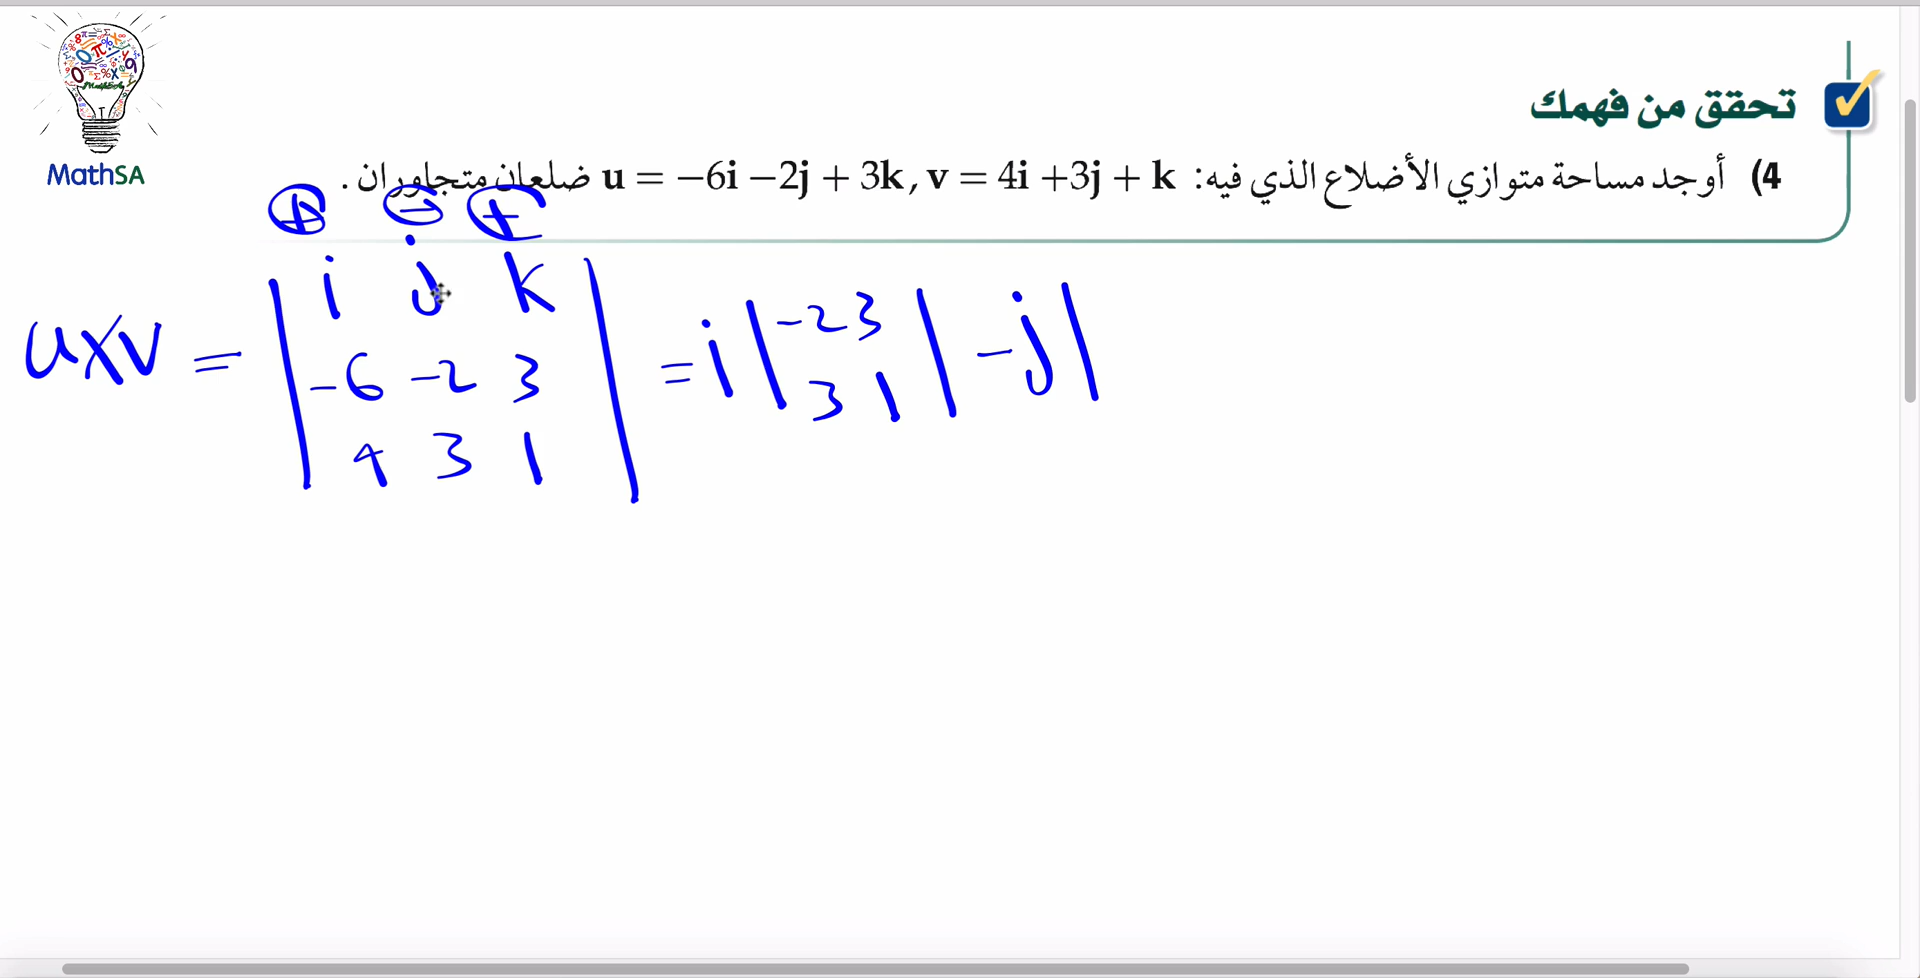 MathSA
تحقق من فهمك
4) أوجد مساحة متوازي الأضلاع الذي فيه: u = −6i −2j + 3k, v = 4i +3j + k ضلعان متجاوران .
+ − +
i j k
uxv = | -6 -2 3 | = i | -2 3 | - j |
4 3 1    3 1